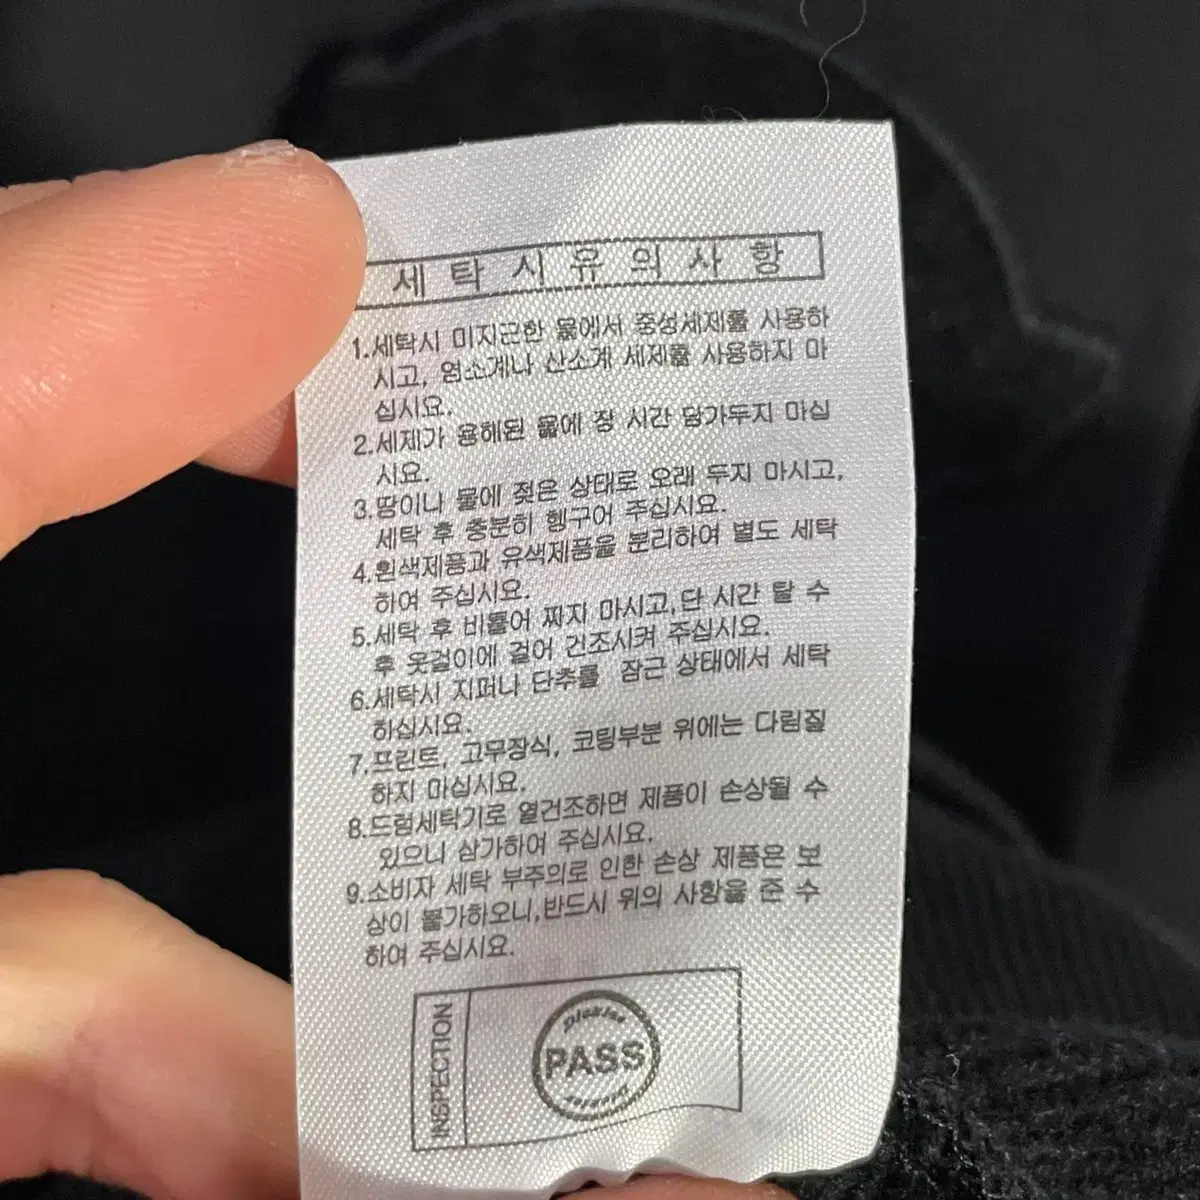 세탁시유의사항
1.세탁시 미지근한 물에서 중성세제를 사용하
시고, 염소계나 산소계 세제를 사용하지 마
십시요.
2.세제가 용해된 물에 장 시간 담가두지 마십
시요.
3.땀이나 물에 젖은 상태로 오래 두지 마시고,
세탁 후 충분히 헹구어 주십시요.
4.흰색제품과 유색제품을 분리하여 별도 세탁
하여 주십시요.
5.세탁 후 비틀어 짜지 마시고,단 시간 탈 수
후 옷걸이에 걸어 건조시켜 주십시요.
6.세탁시 지퍼나 단추를 잠근 상태에서 세탁
하십시요.
7.프린트, 고무장식, 코팅부분 위에는 다림질
하지 마십시요.
8.드럼세탁기로 열건조하면 제품이 손상될 수
있으니 삼가하여 주십시요.
9.소비자 세탁 부주의로 인한 손상 제품은 보
상이 불가하오니,반드시 위의 사항을 준 수
하여 주십시요.
INSPECTION
Dickies
PASS
Dickies